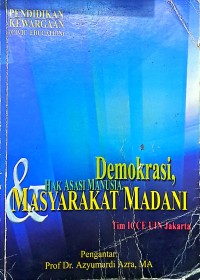 PENDIDIKAN
KEWARGAAN
(CIVIC EDUCATION)
Demokrasi,
HAK ASASI MANUSIA,
& MASYARAKAT MADANI
Tim ICCE UIN Jakarta
Pengantar:
Prof Dr. Azyumardi Azra, MA